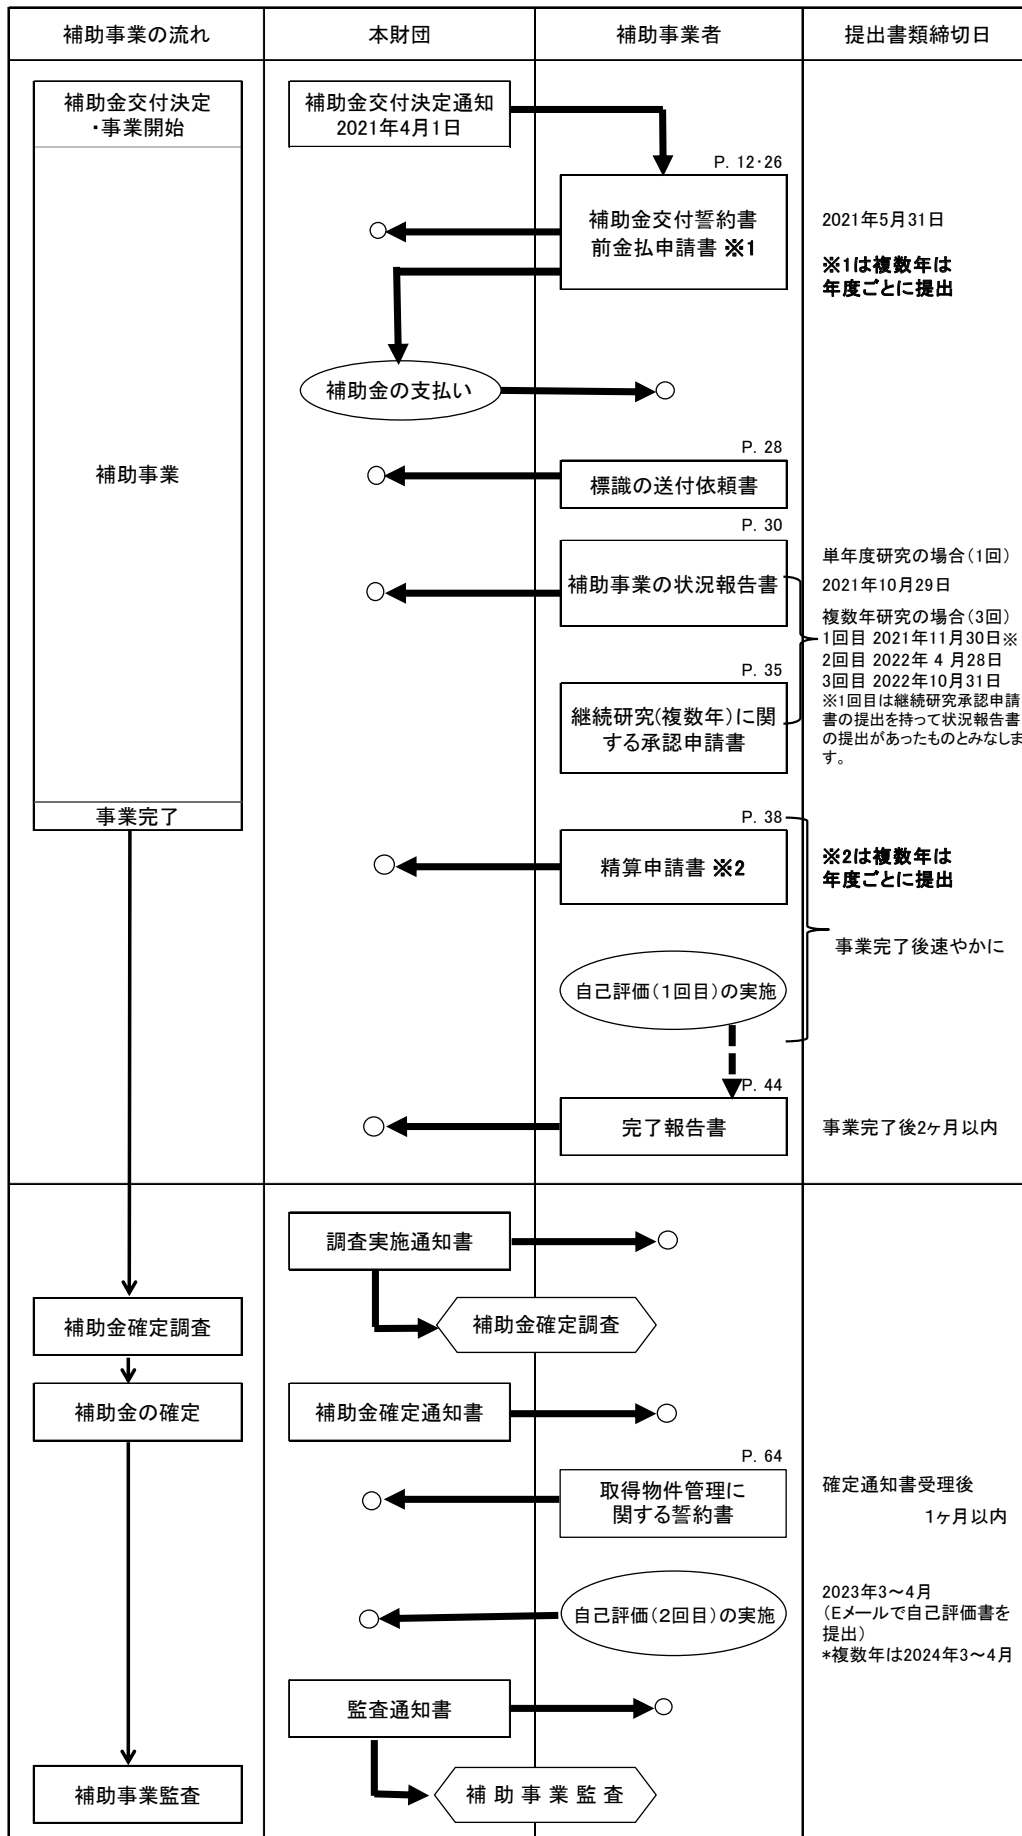 補助事業の流れ
本財団
補助事業者
提出書類締切日
補助金交付決定
・事業開始
補助金交付決定通知
2021年4月1日
P. 12・26
補助金交付誓約書
前金払申請書 ※1
2021年5月31日
※1は複数年は
年度ごとに提出
補助金の支払い
補助事業
P. 28
標識の送付依頼書
P. 30
補助事業の状況報告書
単年度研究の場合(1回)
2021年10月29日
複数年研究の場合(3回)
1回目 2021年11月30日※
2回目 2022年 4 月28日
3回目 2022年10月31日
※1回目は継続研究承認申請
書の提出を持って状況報告書
の提出があったものとみなしま
す。
P. 35
継続研究(複数年)に関
する承認申請書
事業完了
P. 38
精算申請書 ※2
※2は複数年は
年度ごとに提出
事業完了後速やかに
自己評価(1回目)の実施
P. 44
完了報告書
事業完了後2ヶ月以内
調査実施通知書
補助金確定調査
補助金確定調査
補助金の確定
補助金確定通知書
P. 64
取得物件管理に
関する誓約書
確定通知書受理後
1ヶ月以内
自己評価(2回目)の実施
2023年3～4月
(Eメールで自己評価書を
提出)
*複数年は2024年3～4月
監査通知書
補助事業監査
補 助 事 業 監 査